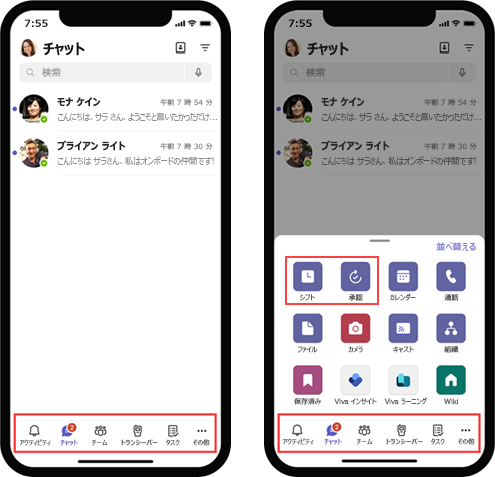 7:55
チャット
検索
モナ ケイン
午前 7 時 54 分
こんにちは、サラ さん、ようこそと言いたかっただけ...
ブライアン ライト
午前 7 時 30 分
こんにちは サラさん、私はオンボードの仲間です!
アクティビティ
チャット
2
チーム
トランシーバー
タスク
その他
7:55
チャット
検索
モナ ケイン
午前 7 時 54 分
こんにちは、サラ さん、ようこそと言いたかっただけ...
ブライアン ライト
午前 7 時 30 分
こんにちは サラさん、私はオンボードの仲間です!
並べ替える
シフト
承認
カレンダー
通話
ファイル
カメラ
キャスト
組織
保存済み
Viva インサイト
Viva ラーニング
Wiki
アクティビティ
チャット
2
チーム
トランシーバー
タスク
その他